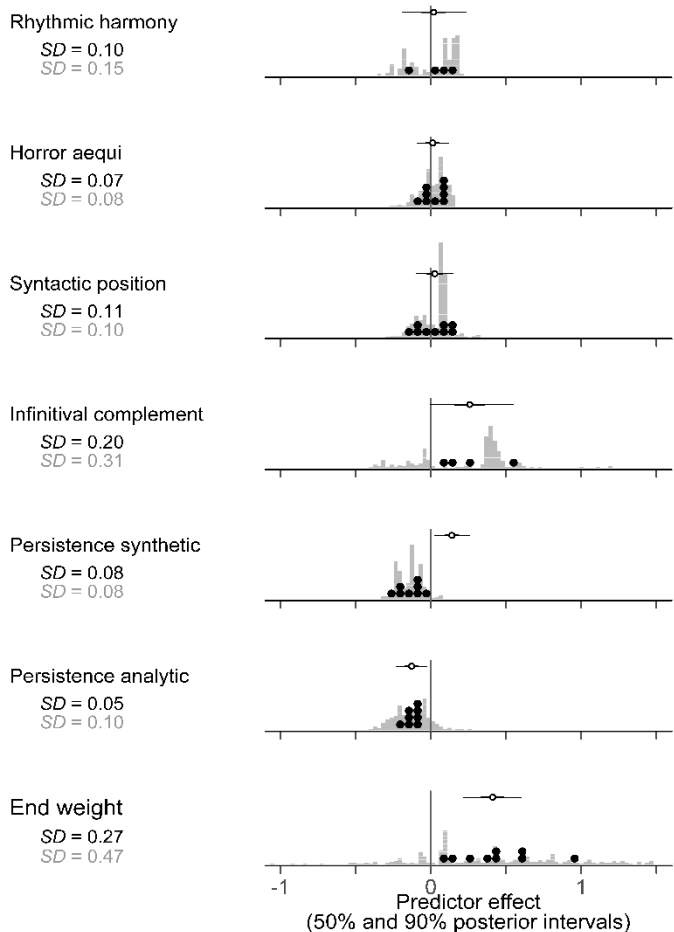 Rhythmic harmony
SD = 0.10
SD = 0.15
Horror aequi
SD = 0.07
SD = 0.08
Syntactic position
SD = 0.11
SD = 0.10
Infinitival complement
SD = 0.20
SD = 0.31
Persistence synthetic
SD = 0.08
SD = 0.08
Persistence analytic
SD = 0.05
SD = 0.10
End weight
SD = 0.27
SD = 0.47
-1 0 1
Predictor effect
(50% and 90% posterior intervals)